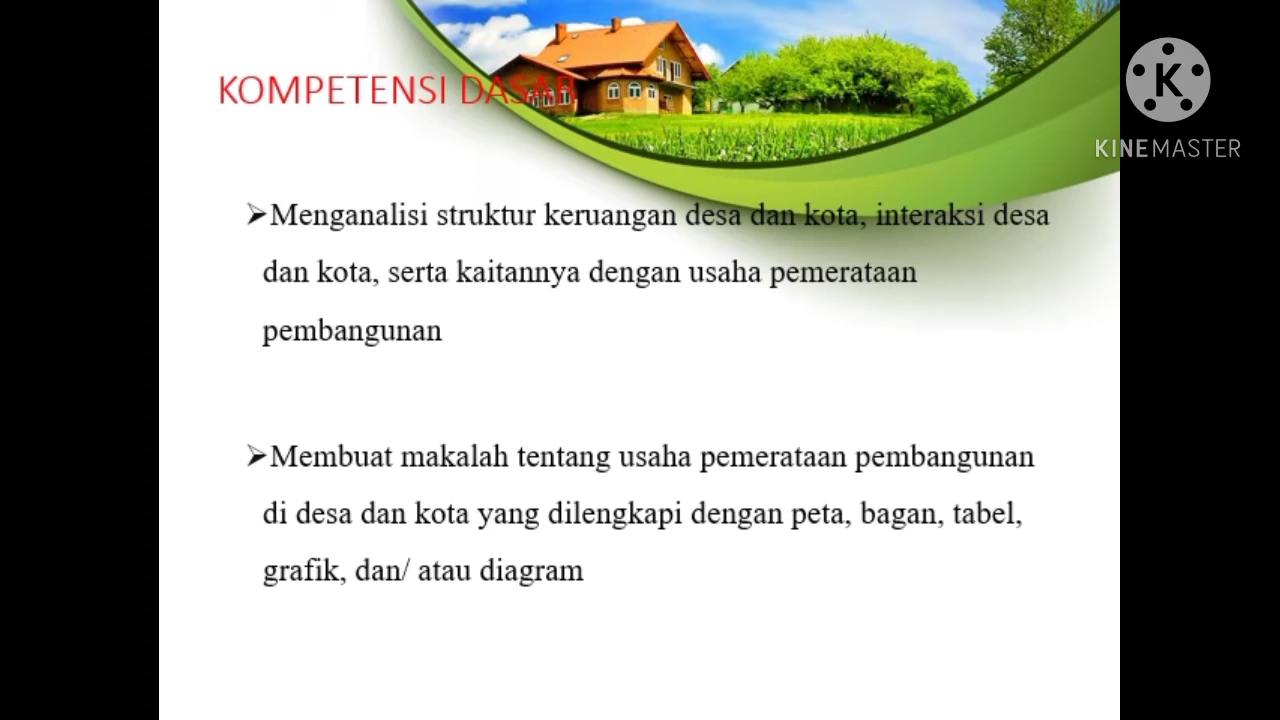 KOMPETENSI DASAR
KINEMASTER
➢Menganalisi struktur keruangan desa dan kota, interaksi desa
dan kota, serta kaitannya dengan usaha pemerataan
pembangunan
➢Membuat makalah tentang usaha pemerataan pembangunan
di desa dan kota yang dilengkapi dengan peta, bagan, tabel,
grafik, dan/ atau diagram